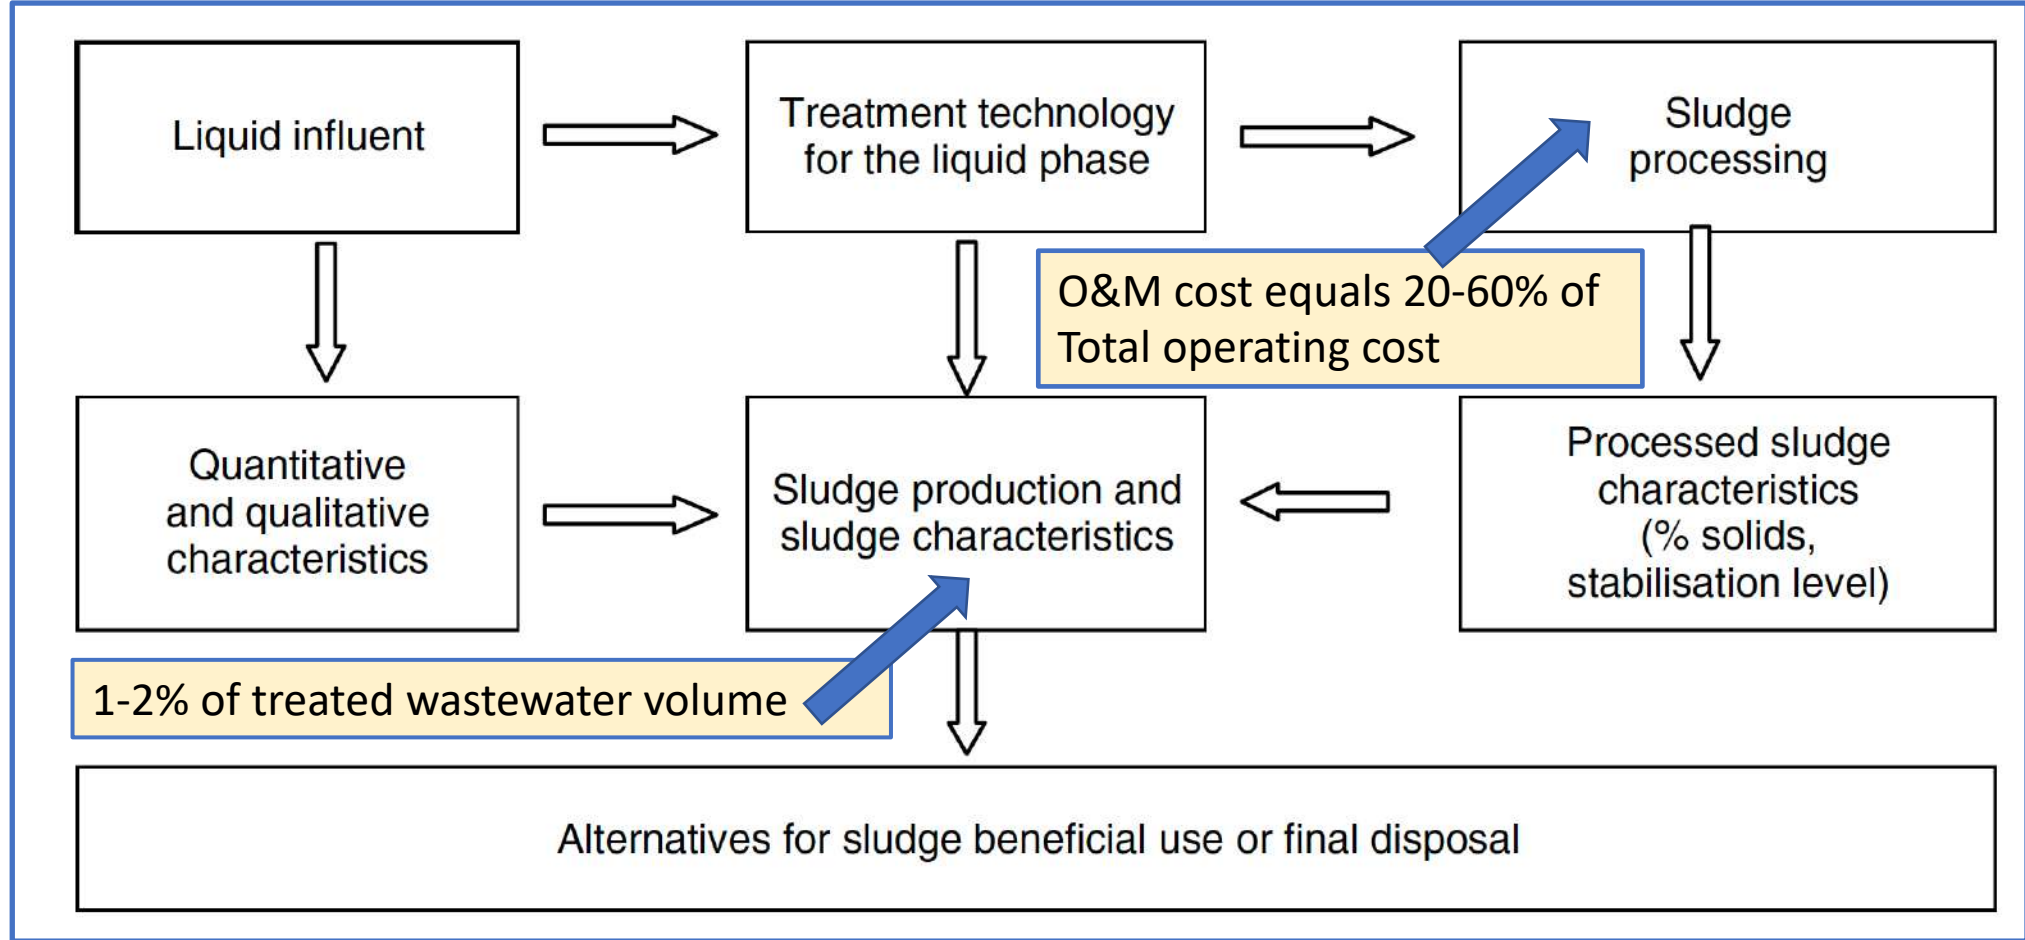 Liquid influent
Treatment technology
for the liquid phase
Sludge
processing
O&M cost equals 20-60% of
Total operating cost
Quantitative
and qualitative
characteristics
Sludge production and
sludge characteristics
Processed sludge
characteristics
(% solids,
stabilisation level)
1-2% of treated wastewater volume
Alternatives for sludge beneficial use or final disposal